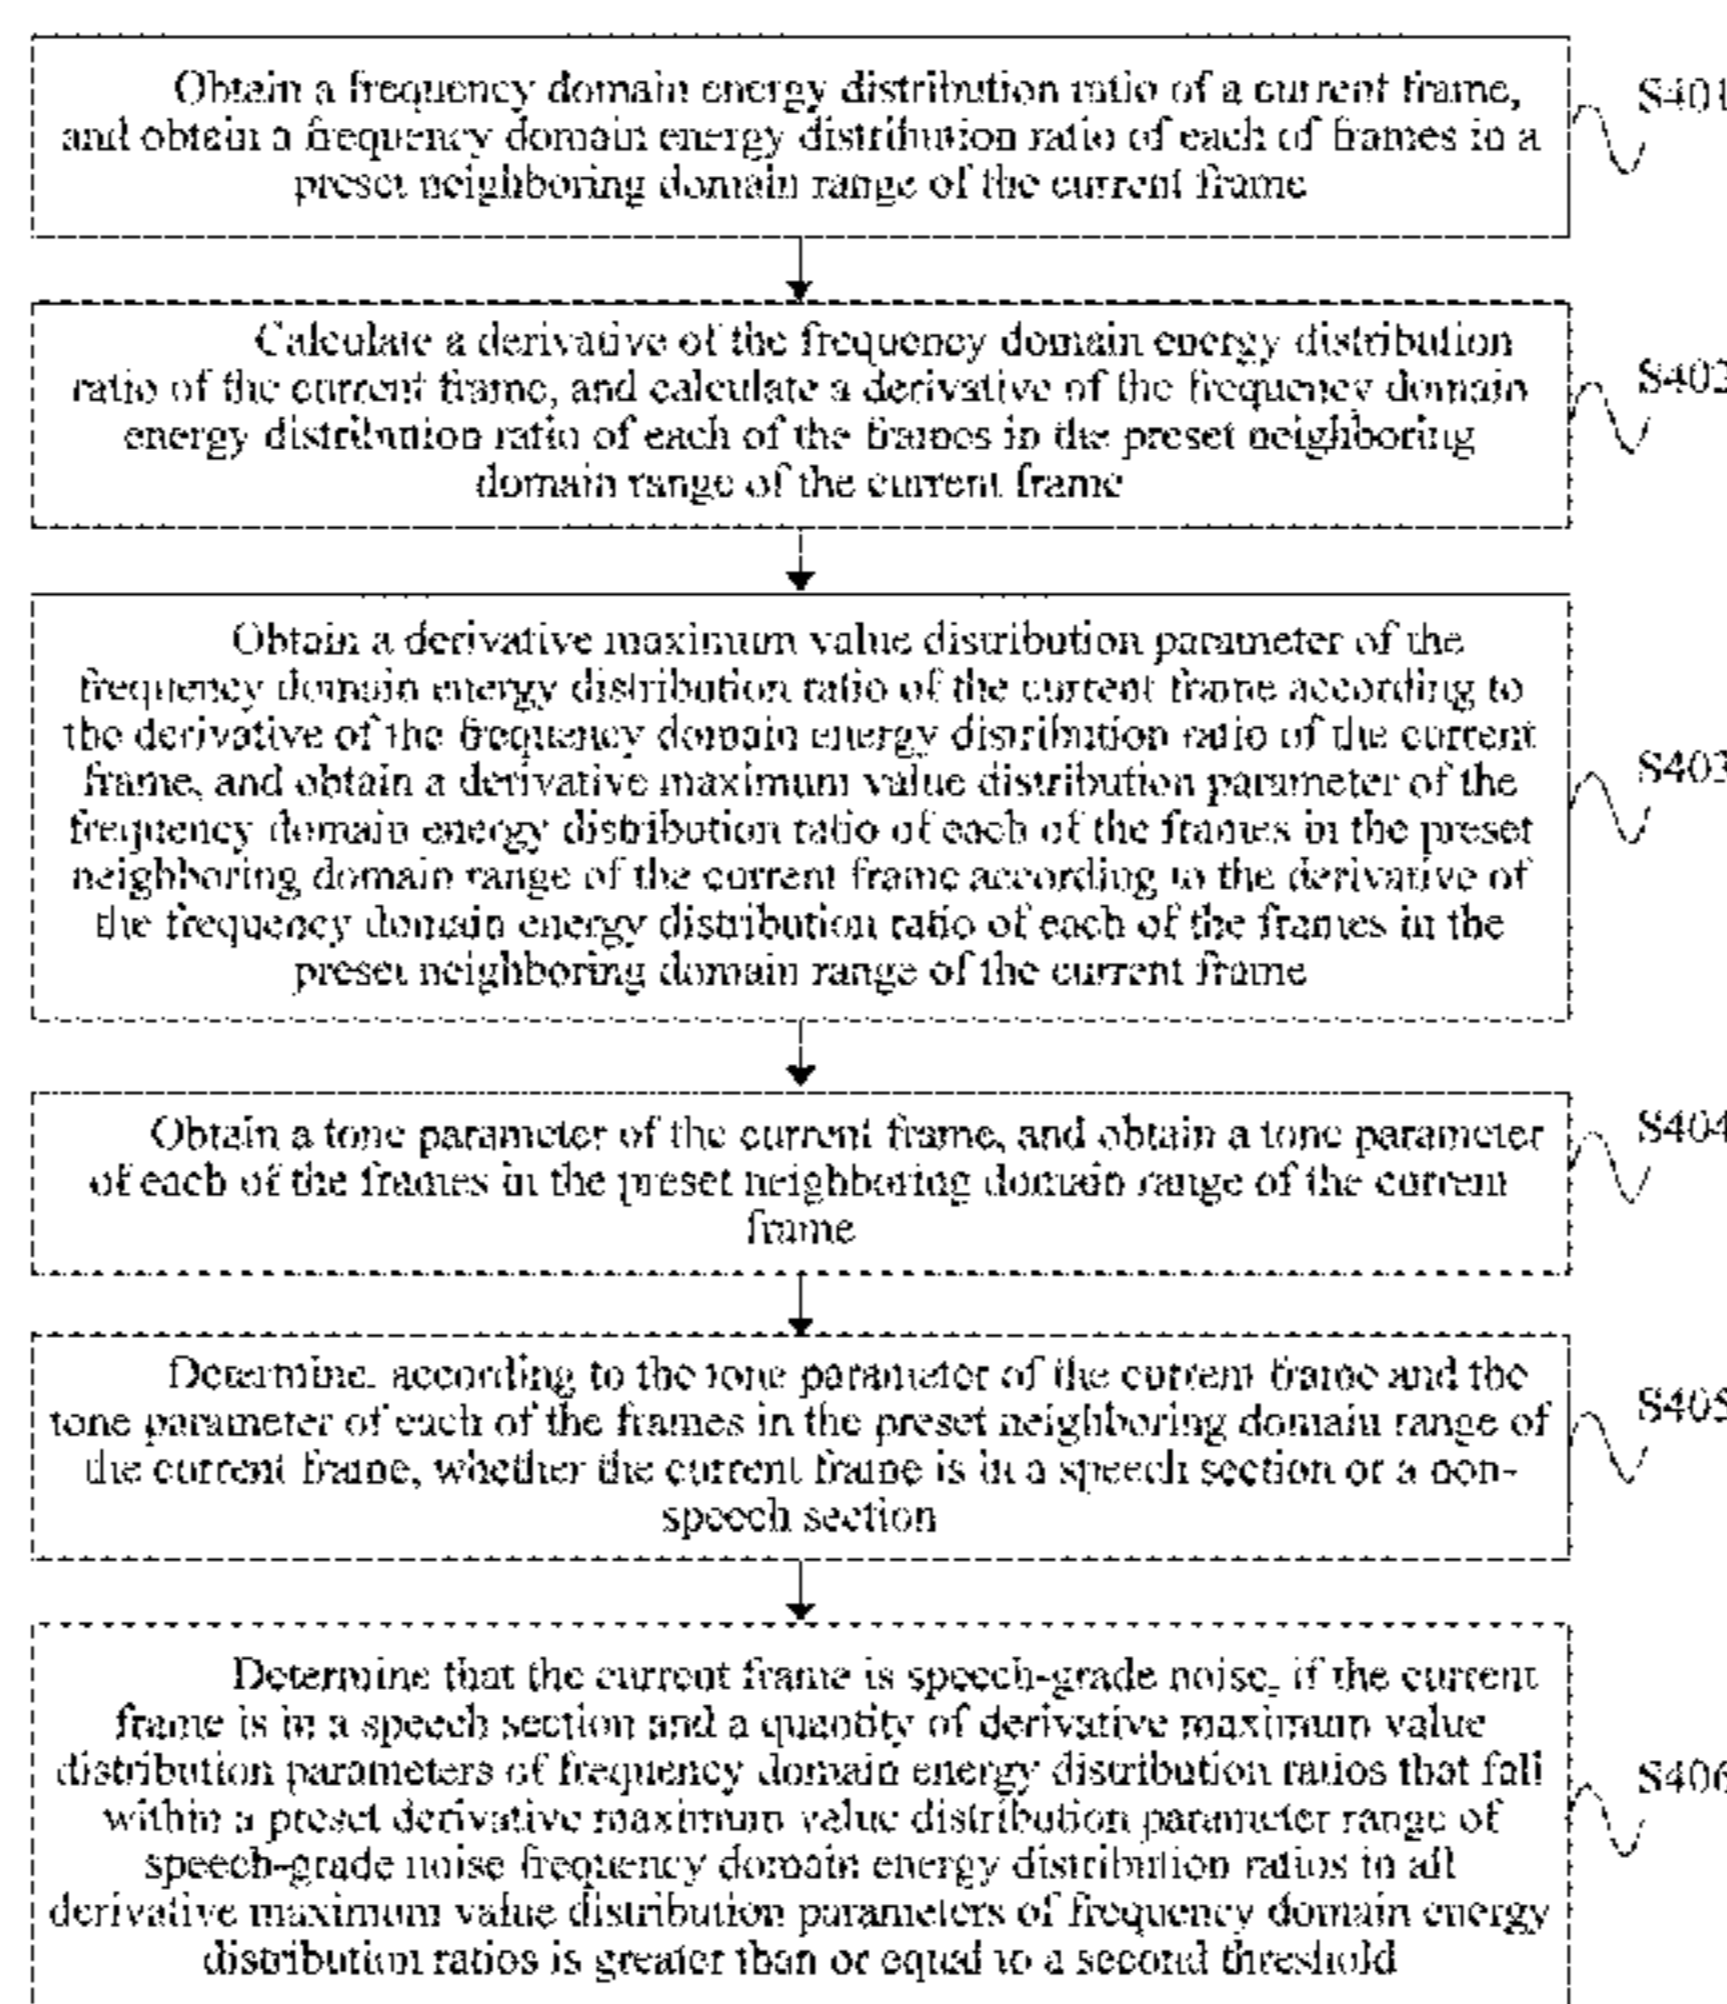 Obtain a frequency domain energy distribution ratio of a current frame,
and obtain a frequency domain energy distribution ratio of each of frames in a
preset neighboring domain range of the current frame
S401
Calculate a derivative of the frequency domain energy distribution
ratio of the current frame, and calculate a derivative of the frequency domain
energy distribution ratio of each of the frames in the preset neighboring
domain range of the current frame
S402
Obtain a derivative maximum value distribution parameter of the
frequency domain energy distribution ratio of the current frame according to
the derivative of the frequency domain energy distribution ratio of the current
frame, and obtain a derivative maximum value distribution parameter of the
frequency domain energy distribution ratio of each of the frames in the preset
neighboring domain range of the current frame according to the derivative of
the frequency domain energy distribution ratio of each of the frames in the
preset neighboring domain range of the current frame
S403
Obtain a tone parameter of the current frame, and obtain a tone parameter
of each of the frames in the preset neighboring domain range of the current
frame
S404
Determine, according to the tone parameter of the current frame and the
tone parameter of each of the frames in the preset neighboring domain range of
the current frame, whether the current frame is in a speech section or a non-
speech section
S405
Determine that the current frame is speech-grade noise, if the current
frame is in a speech section and a quantity of derivative maximum value
distribution parameters of frequency domain energy distribution ratios that fall
within a preset derivative maximum value distribution parameter range of
speech-grade noise frequency domain energy distribution ratios in all
derivative maximum value distribution parameters of frequency domain energy
distribution ratios is greater than or equal to a second threshold
S406